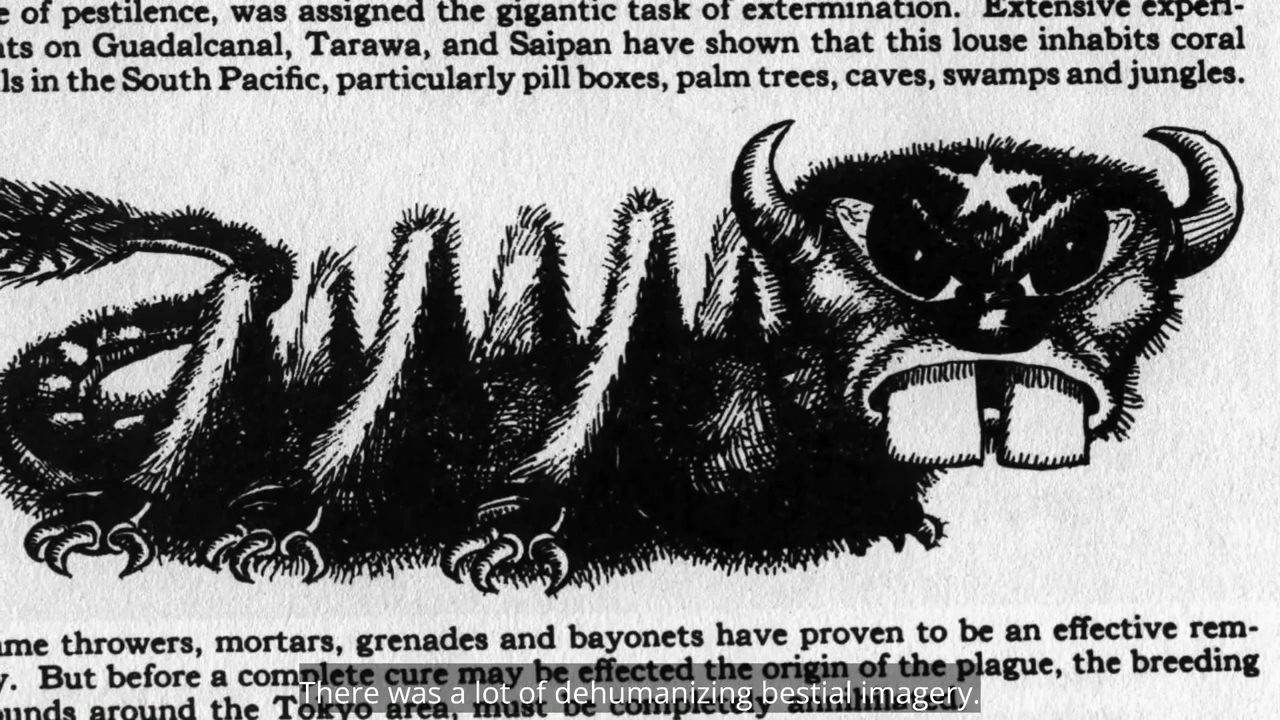 e of pestilence, was assigned the gigantic task of extermination. Extensive experi-
nts on Guadalcanal, Tarawa, and Saipan have shown that this louse inhabits coral
ls in the South Pacific, particularly pill boxes, palm trees, caves, swamps and jungles.
ame throwers, mortars, grenades and bayonets have proven to be an effective rem-
y. But before a complete cure may be effected the origin of the plague, the breeding
ounds around the Tokyo area, must be completely annihilated.
There was a lot of dehumanizing bestial imagery.